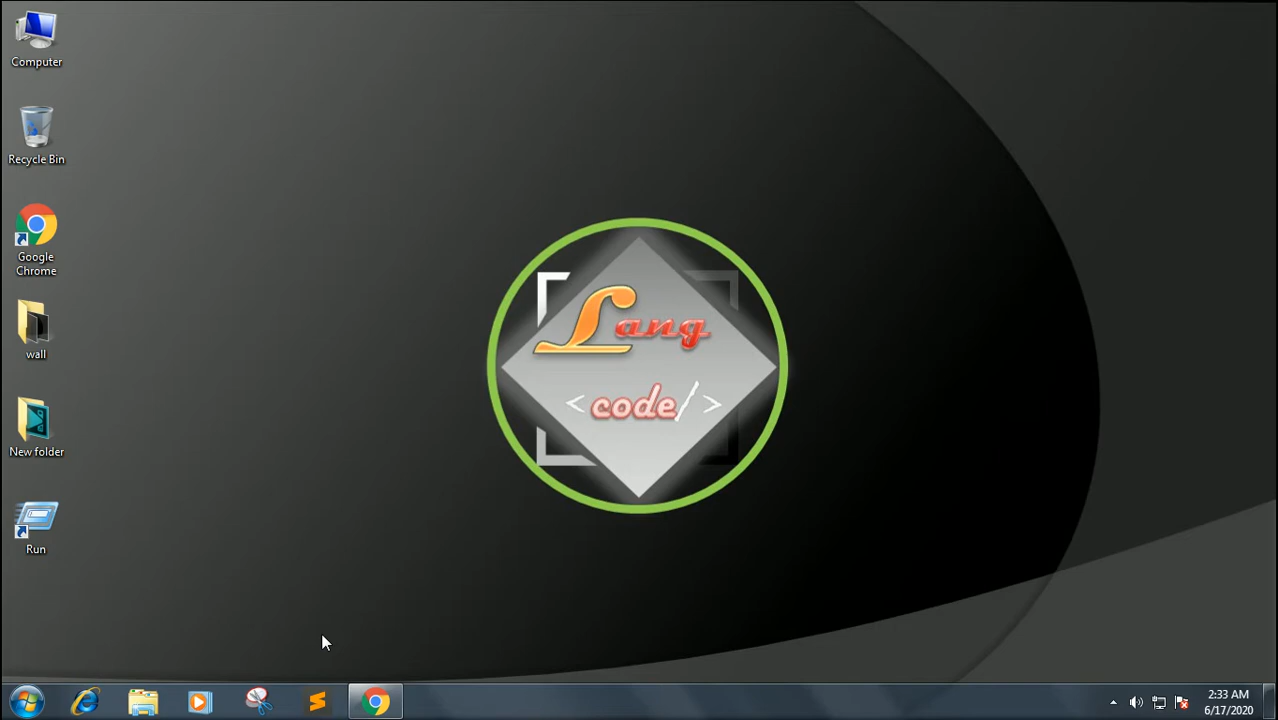 Computer
Recycle Bin
Google
Chrome
wall
New folder
Run
Lang
<code/>
2:33 AM
6/17/2020